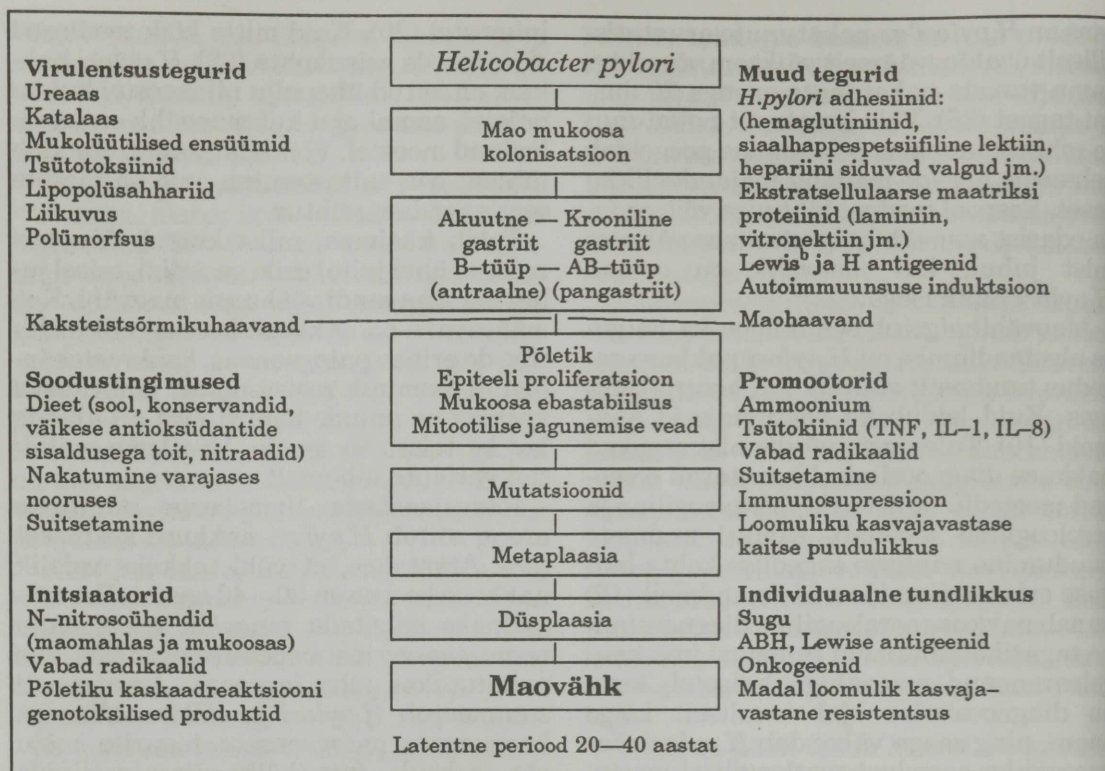 Virulentsustegurid
Ureaas
Katalaas
Mukolüütilised ensüümid
Tsütotoksiinid
Lipopolüsahhariid
Liikuvus
Polümorfsus
Kaksteistsõrmikuhaavand
Soodustingimused
Dieet (sool, konservandid,
väikese antioksüdantide
sisaldusega toit, nitraadid)
Nakatumine varajases
nooruses
Suitsetamine
Initsiaatorid
N–nitrosoühendid
(maomahlas ja mukoosas)
Vabad radikaalid
Põletiku kaskaadreaktsiooni
genotoksilised produktid
Helicobacter pylori
Mao mukoosa
kolonisatsioon
Akuutne — Krooniline
gastriit gastriit
B–tüüp — AB–tüüp
(antraalne) (pangastriit)
Põletik
Epiteeli proliferatsioon
Mukoosa ebastabiilsus
Mitootilise jagunemise vead
Mutatsioonid
Metaplaasia
Düsplaasia
Maovähk
Latentne periood 20—40 aastat
Muud tegurid
H.pylori adhesiinid:
(hemaglutiniinid,
siaalhappespetsiifiline lektiin,
hepariini siduvad valgud jm.)
Ekstratsellulaarse maatriksi
proteiinid (laminiin,
vitronektiin jm.)
Lewisᵇ ja H antigeenid
Autoimmuunsuse induktsioon
Maohaavand
Promootorid
Ammoonium
Tsütokiinid (TNF, IL–1, IL–8)
Vabad radikaalid
Suitsetamine
Immunosupressioon
Loomuliku kasvajavastase
kaitse puudulikkus
Individuaalne tundlikkus
Sugu
ABH, Lewise antigeenid
Onkogeenid
Madal loomulik kasvaja–
vastane resistentsus